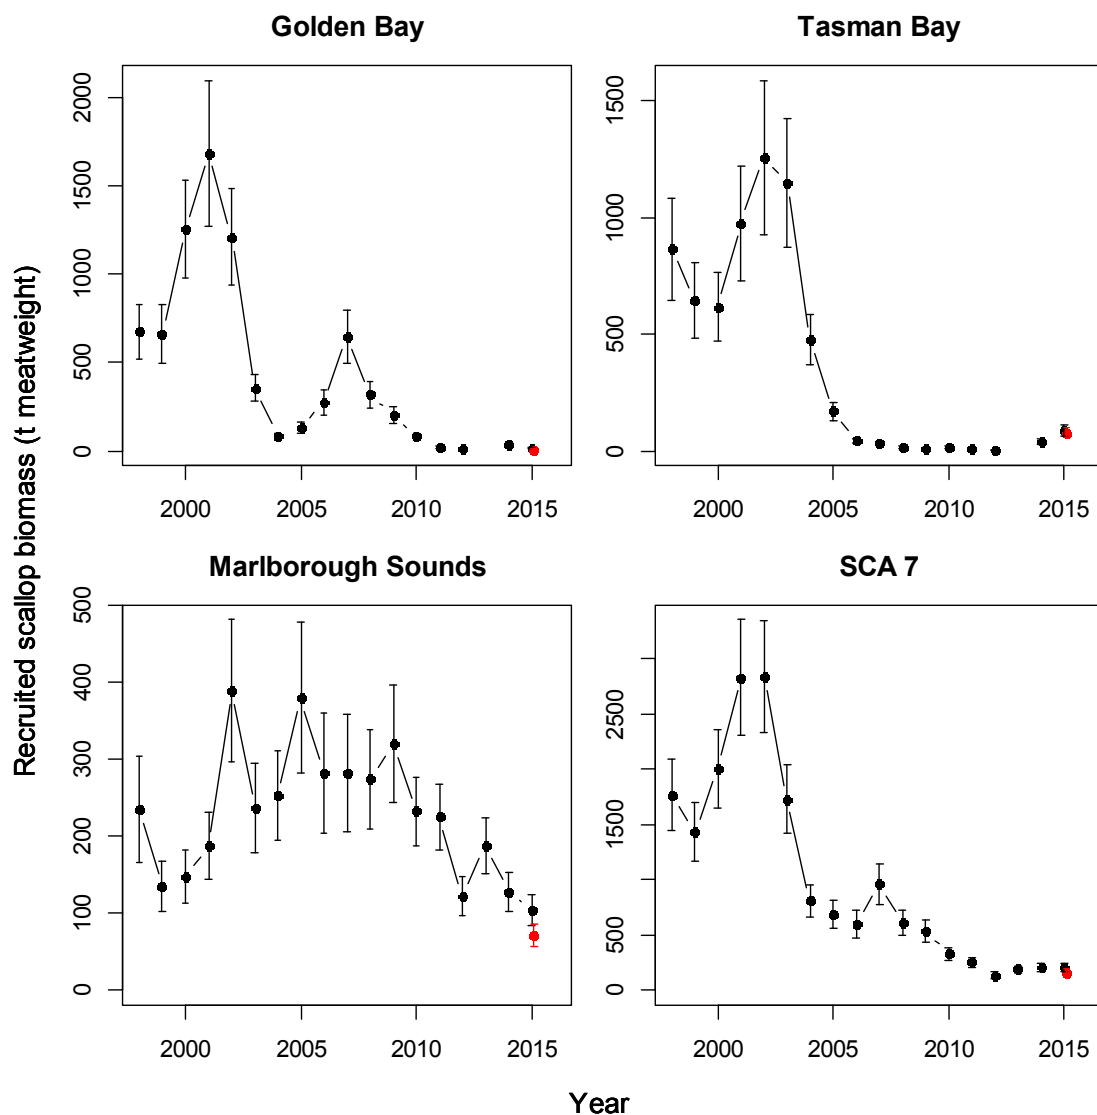 Golden Bay
Tasman Bay
2000
1500
1000
500
0
1500
1000
500
0
2000 2005 2010 2015
2000 2005 2010 2015
Marlborough Sounds
SCA 7
500
400
300
200
100
0
2500
1500
500
0
2000 2005 2010 2015
2000 2005 2010 2015
Recruited scallop biomass (t meatweight)
Year